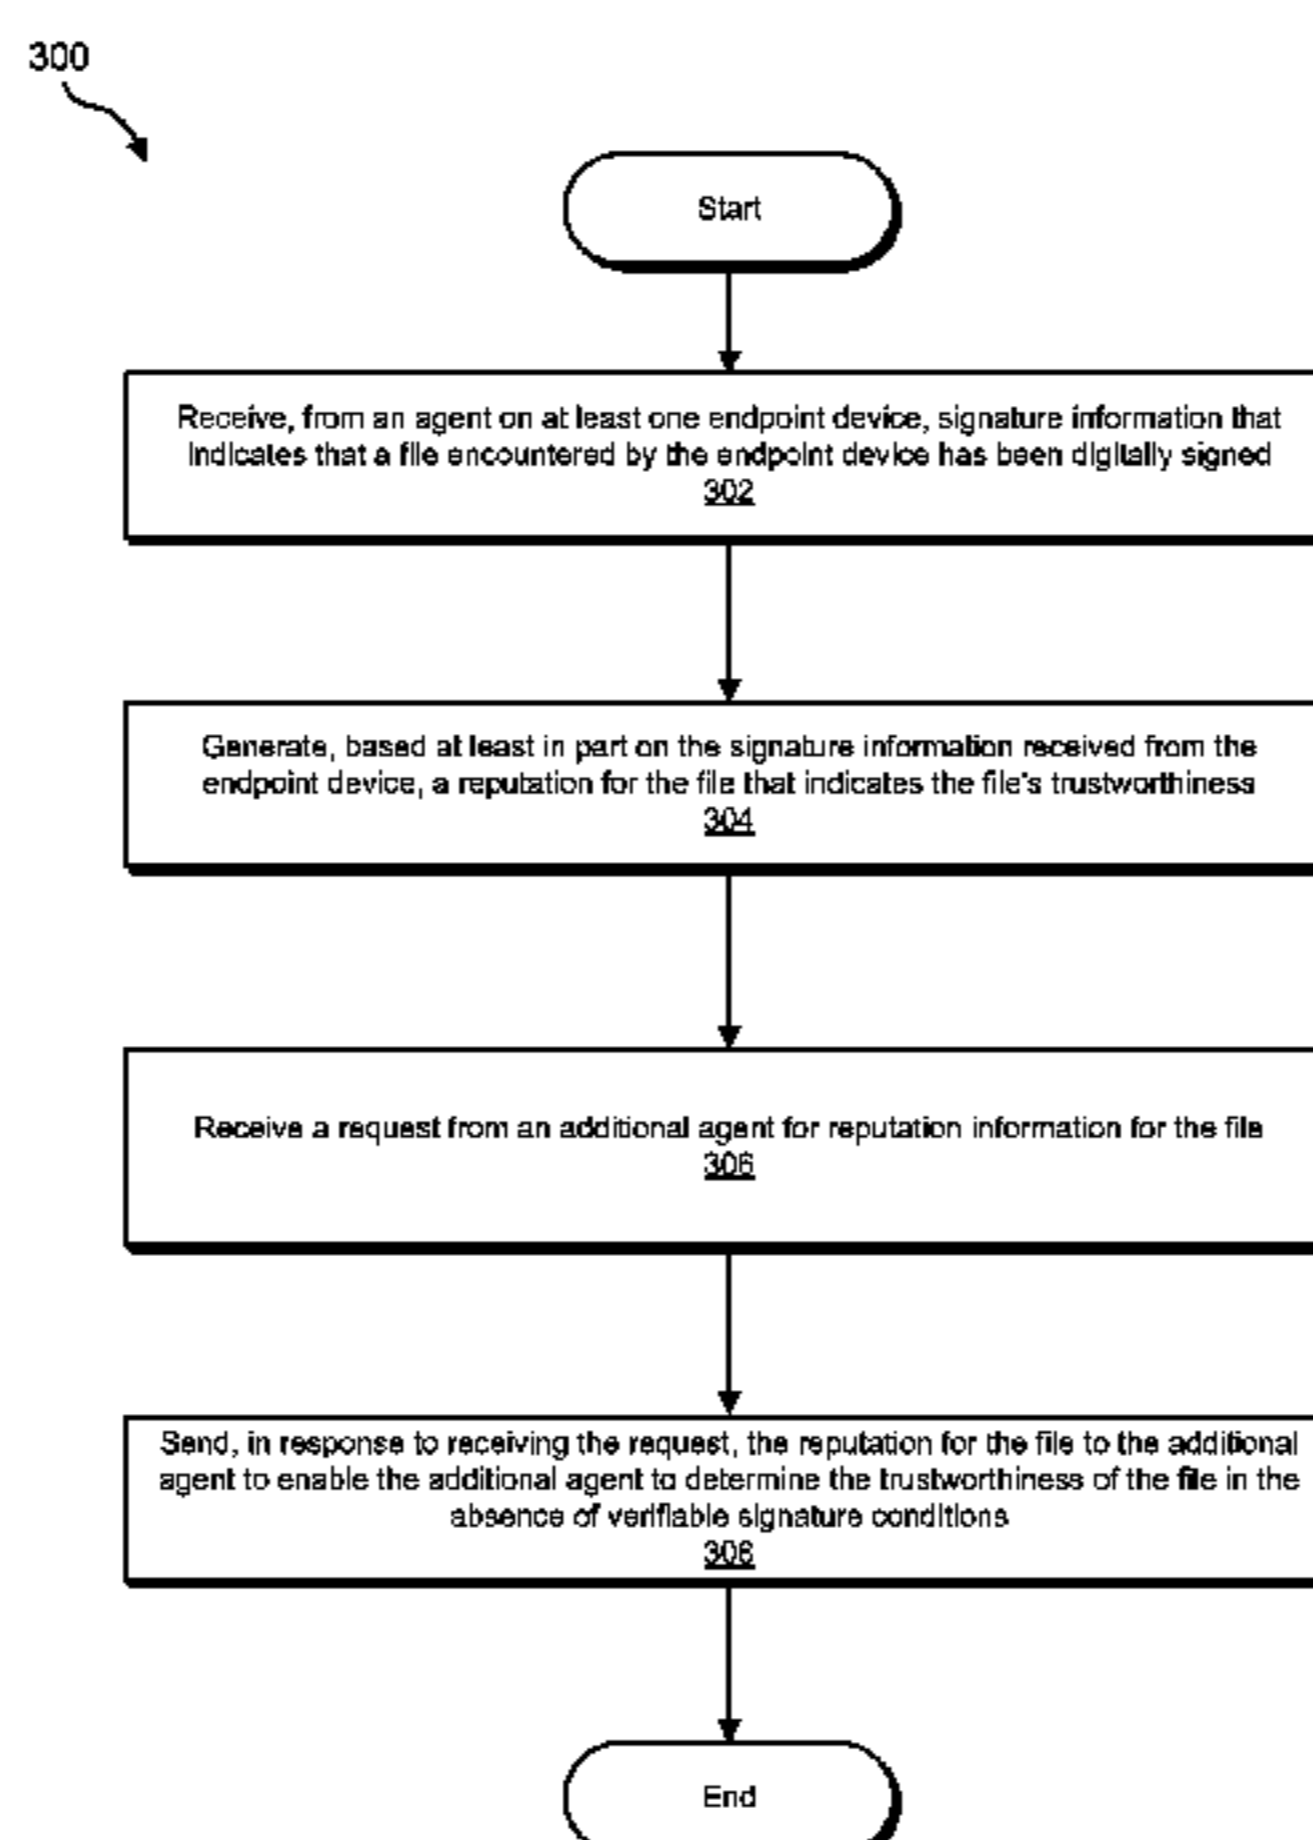 300
Start
Receive, from an agent on at least one endpoint device, signature information that
indicates that a file encountered by the endpoint device has been digitally signed
302
Generate, based at least in part on the signature information received from the
endpoint device, a reputation for the file that indicates the file's trustworthiness
304
Receive a request from an additional agent for reputation information for the file
306
Send, in response to receiving the request, the reputation for the file to the additional
agent to enable the additional agent to determine the trustworthiness of the file in the
absence of verifiable signature conditions
308
End